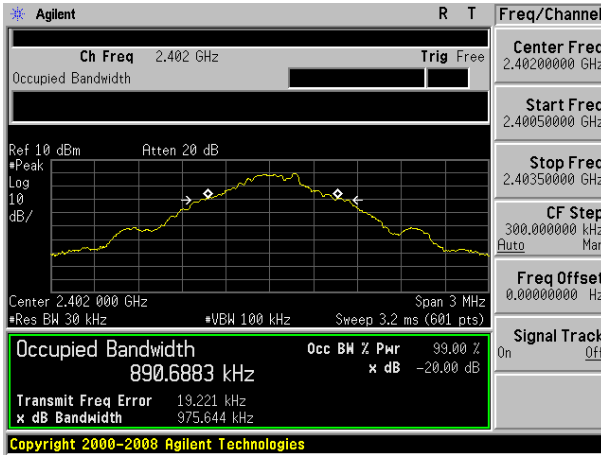 Agilent R T Freq/Channel
Ch Freq 2.402 GHz Trig Free
Occupied Bandwidth
Center Freq
2.40200000 GHz
Start Freq
2.40050000 GHz
Stop Freq
2.40350000 GHz
CF Step
300.000000 kHz
Auto Man
Freq Offset
0.00000000 Hz
Signal Track
On Off
Ref 10 dBm Atten 20 dB
#Peak
Log
10
dB/
Center 2.402 000 GHz Span 3 MHz
#Res BW 30 kHz #VBW 100 kHz Sweep 3.2 ms (601 pts)
Occupied Bandwidth Occ BW % Pwr 99.00 %
890.6883 kHz x dB -20.00 dB
Transmit Freq Error 19.221 kHz
x dB Bandwidth 975.644 kHz
Copyright 2000-2008 Agilent Technologies